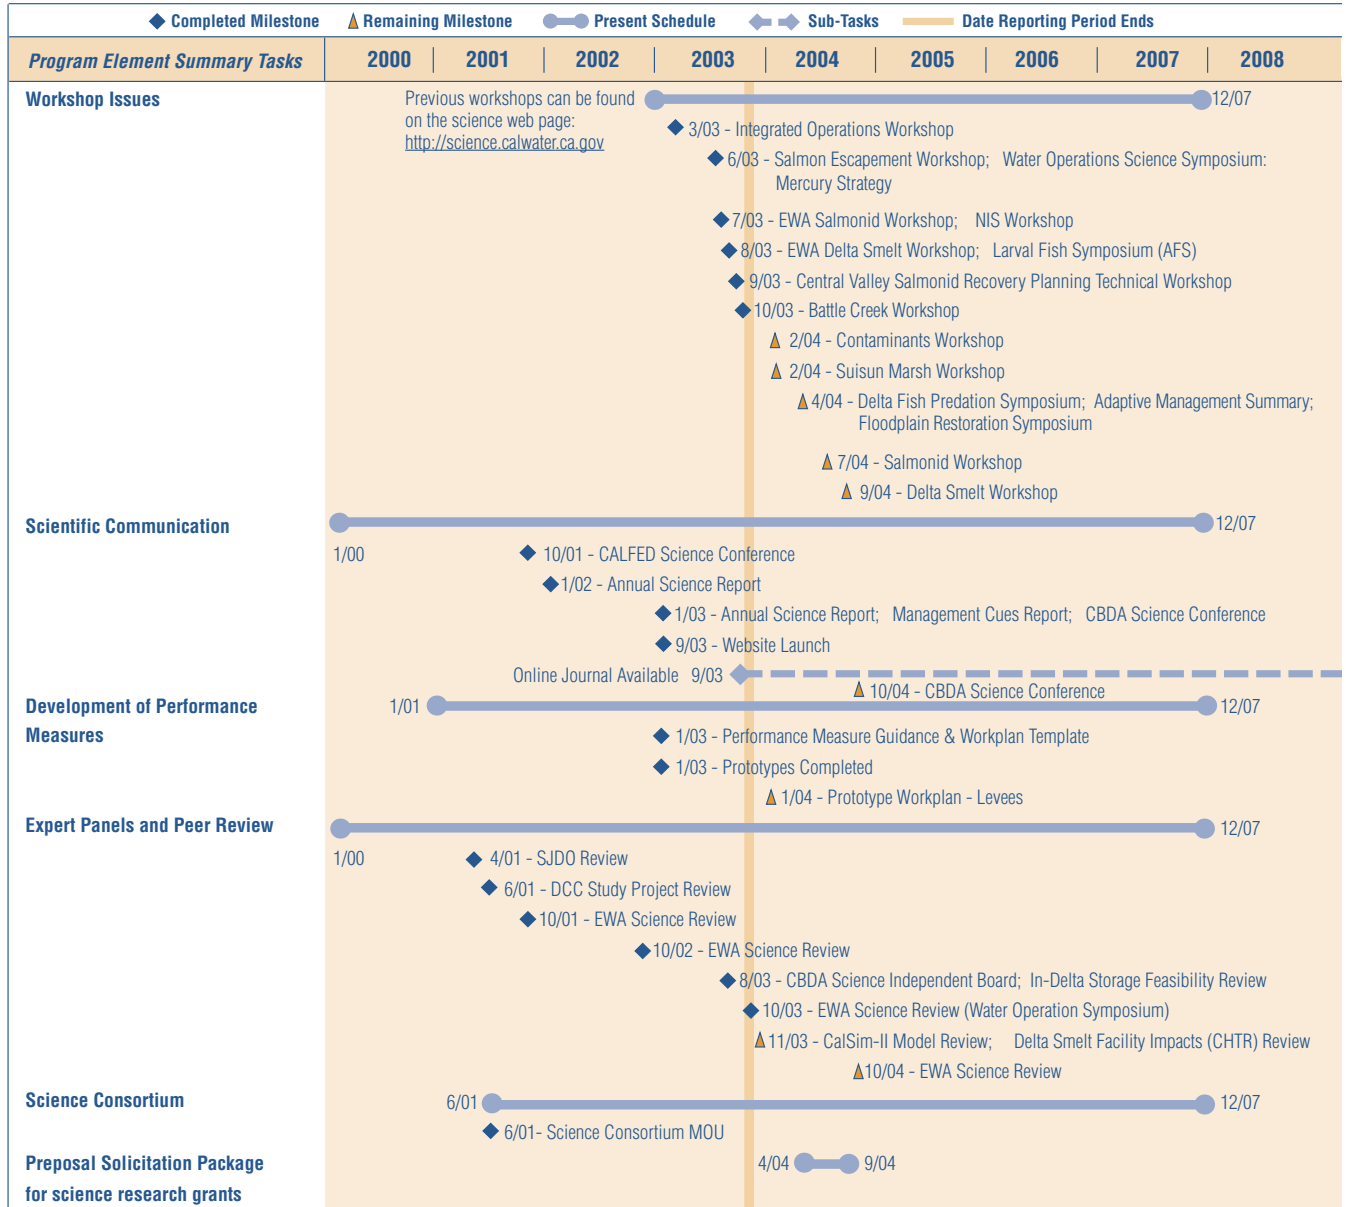 Completed Milestone Remaining Milestone Present Schedule Sub-Tasks Date Reporting Period Ends
Program Element Summary Tasks 2000 2001 2002 2003 2004 2005 2006 2007 2008
Workshop Issues
Previous workshops can be found
on the science web page:
http://science.calwater.ca.gov
12/07
3/03 - Integrated Operations Workshop
6/03 - Salmon Escapement Workshop; Water Operations Science Symposium:
Mercury Strategy
7/03 - EWA Salmonid Workshop; NIS Workshop
8/03 - EWA Delta Smelt Workshop; Larval Fish Symposium (AFS)
9/03 - Central Valley Salmonid Recovery Planning Technical Workshop
10/03 - Battle Creek Workshop
2/04 - Contaminants Workshop
2/04 - Suisun Marsh Workshop
4/04 - Delta Fish Predation Symposium; Adaptive Management Summary;
Floodplain Restoration Symposium
7/04 - Salmonid Workshop
9/04 - Delta Smelt Workshop
Scientific Communication
12/07
1/00
10/01 - CALFED Science Conference
1/02 - Annual Science Report
1/03 - Annual Science Report; Management Cues Report; CBDA Science Conference
9/03 - Website Launch
Online Journal Available 9/03
10/04 - CBDA Science Conference
Development of Performance
Measures
1/01
12/07
1/03 - Performance Measure Guidance & Workplan Template
1/03 - Prototypes Completed
1/04 - Prototype Workplan - Levees
Expert Panels and Peer Review
12/07
1/00
4/01 - SJDO Review
6/01 - DCC Study Project Review
10/01 - EWA Science Review
10/02 - EWA Science Review
8/03 - CBDA Science Independent Board; In-Delta Storage Feasibility Review
10/03 - EWA Science Review (Water Operation Symposium)
11/03 - CalSim-II Model Review; Delta Smelt Facility Impacts (CHTR) Review
10/04 - EWA Science Review
Science Consortium
6/01
12/07
6/01- Science Consortium MOU
Preposal Solicitation Package
for science research grants
4/04
9/04